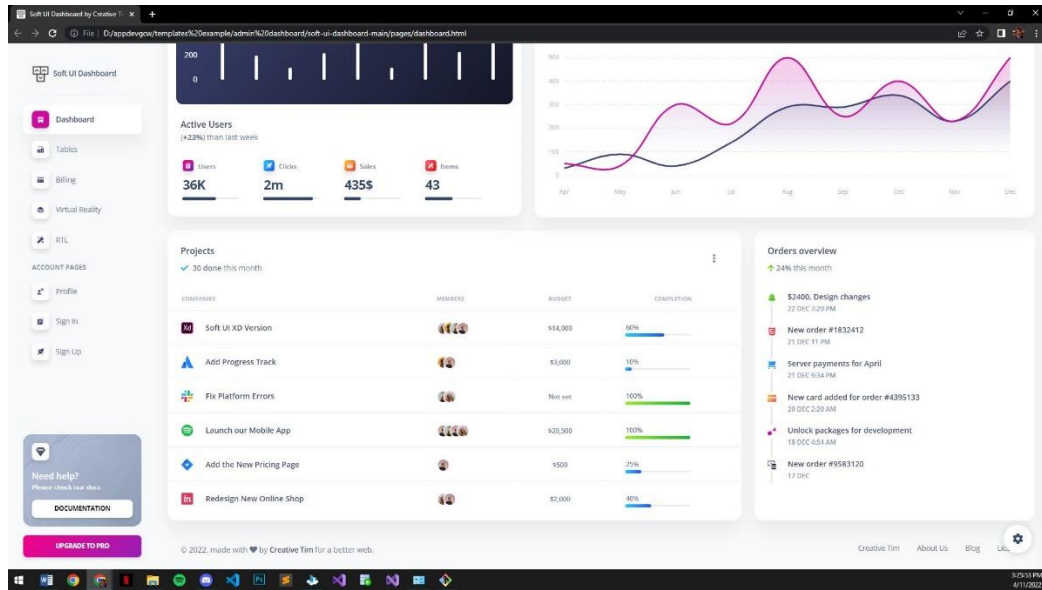 Soft UI Dashboard by Creative Ti
File | D:/appdevgcw/templates%20example/admin%20dashboard/soft-ui-dashboard-main/pages/dashboard.html
Soft UI Dashboard
Dashboard
Tables
Billing
Virtual Reality
RTL
ACCOUNT PAGES
Profile
Sign In
Sign Up
Need help?
Please check our docs
DOCUMENTATION
UPGRADE TO PRO
200
0
Active Users
(+23%) than last week
Users
36K
Clicks
2m
Sales
435$
Items
43
500
400
300
200
100
0
Apr May Jun Jul Aug Sep Oct Nov Dec
Projects
30 done this month
COMPANIES MEMBERS BUDGET COMPLETION
Xd Soft UI XD Version $14,000 60%
Add Progress Track $3,000 10%
Fix Platform Errors Not set 100%
Launch our Mobile App $20,500 100%
Add the New Pricing Page $500 25%
in Redesign New Online Shop $2,000 40%
Orders overview
24% this month
$2400, Design changes
22 DEC 7:20 PM
New order #1832412
21 DEC 11 PM
Server payments for April
21 DEC 9:34 PM
New card added for order #4395133
20 DEC 2:20 AM
Unlock packages for development
18 DEC 4:54 AM
New order #9583120
17 DEC
© 2022, made with by Creative Tim for a better web.
Creative Tim About Us Blog
3:25:53 PM
4/11/2022